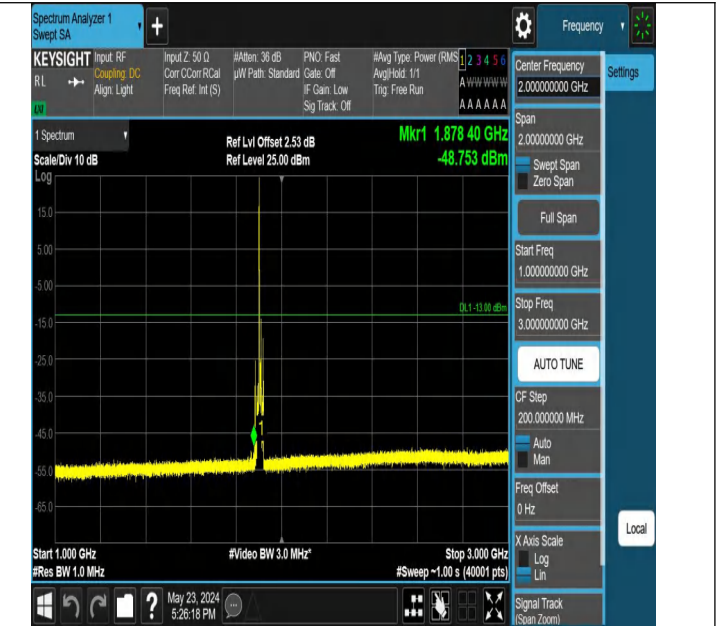 Spectrum Analyzer 1
Swept SA
+
Frequency
KEYSIGHT
RL
Input: RF
Coupling: DC
Align: Light
Input Z: 50 Ω
Corr CCorr RCal
Freq Ref: Int (S)
#Atten: 36 dB
µW Path: Standard
PNO: Fast
Gate: Off
IF Gain: Low
Sig Track: Off
#Avg Type: Power (RMS
Avg|Hold: 1/1
Trig: Free Run
1 2 3 4 5 6
A W W W W W
A A A A A A
1 Spectrum
Scale/Div 10 dB
Log
Ref Lvl Offset 2.53 dB
Ref Level 25.00 dBm
Mkr1 1.878 40 GHz
-48.753 dBm
15.0
5.00
-5.00
DL1 -13.00 dBm
-15.0
-25.0
-35.0
-45.0
1
-55.0
-65.0
Start 1.000 GHz
#Res BW 1.0 MHz
#Video BW 3.0 MHz*
Stop 3.000 GHz
#Sweep ~1.00 s (40001 pts)
?
May 23, 2024
5:26:18 PM
Center Frequency
2.000000000 GHz
Settings
Span
2.00000000 GHz
Swept Span
Zero Span
Full Span
Start Freq
1.000000000 GHz
Stop Freq
3.000000000 GHz
AUTO TUNE
CF Step
200.000000 MHz
Auto
Man
Freq Offset
0 Hz
X Axis Scale
Log
Lin
Local
Signal Track
(Span Zoom)